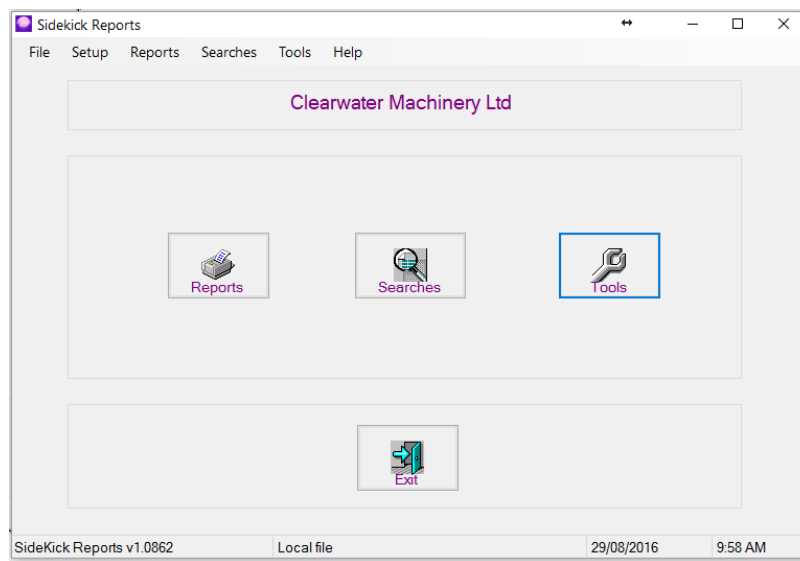 Sidekick Reports
File Setup Reports Searches Tools Help
Clearwater Machinery Ltd
Reports Searches Tools
Exit
SideKick Reports v1.0862 Local file 29/08/2016 9:58 AM